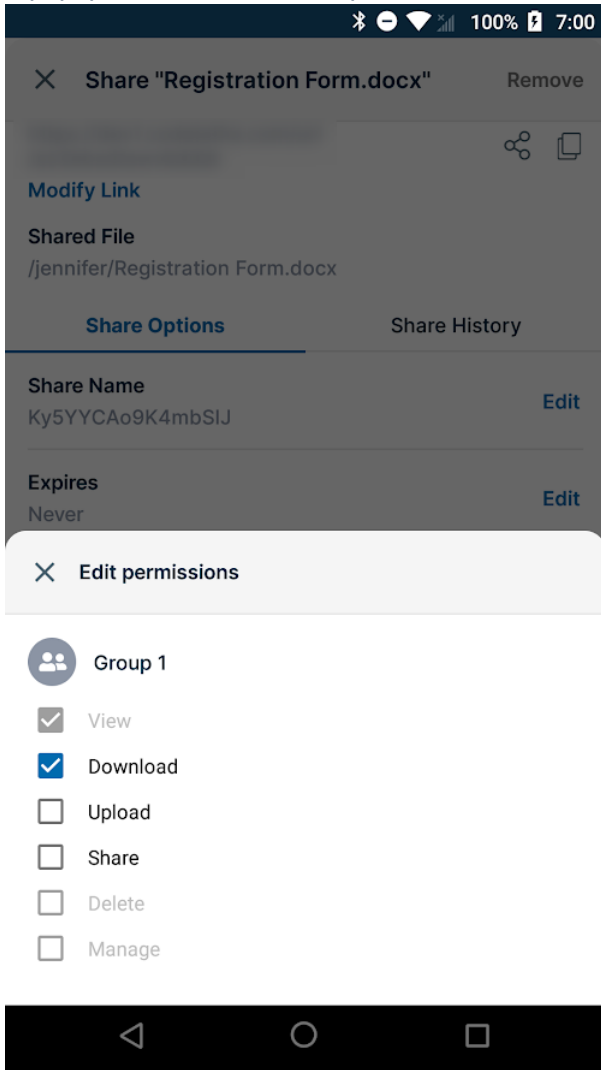 100% 7:00
Share "Registration Form.docx" Remove
Modify Link
Shared File
/jennifer/Registration Form.docx
Share Options Share History
Share Name Edit
Ky5YYCAo9K4mbSIJ
Expires Edit
Never
Edit permissions
Group 1
View
Download
Upload
Share
Delete
Manage